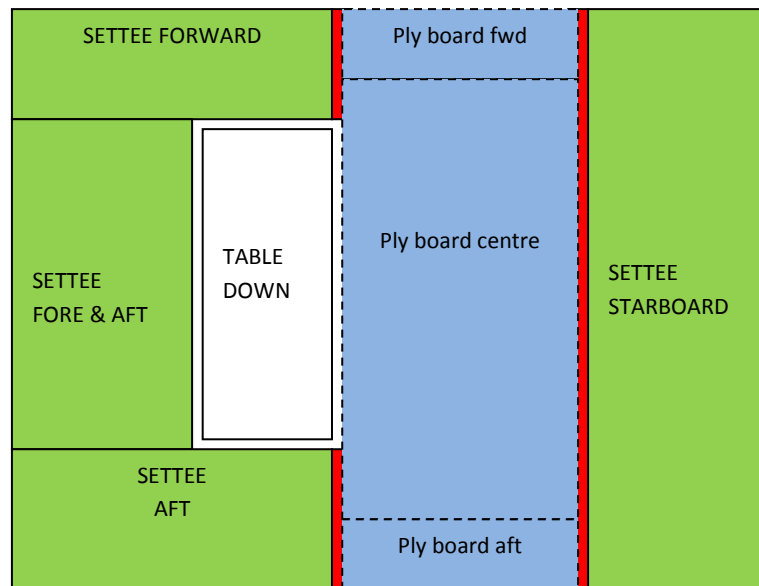 SETTEE FORWARD
Ply board fwd
TABLE
DOWN
Ply board centre
SETTEE
FORE & AFT
SETTEE
STARBOARD
SETTEE
AFT
Ply board aft